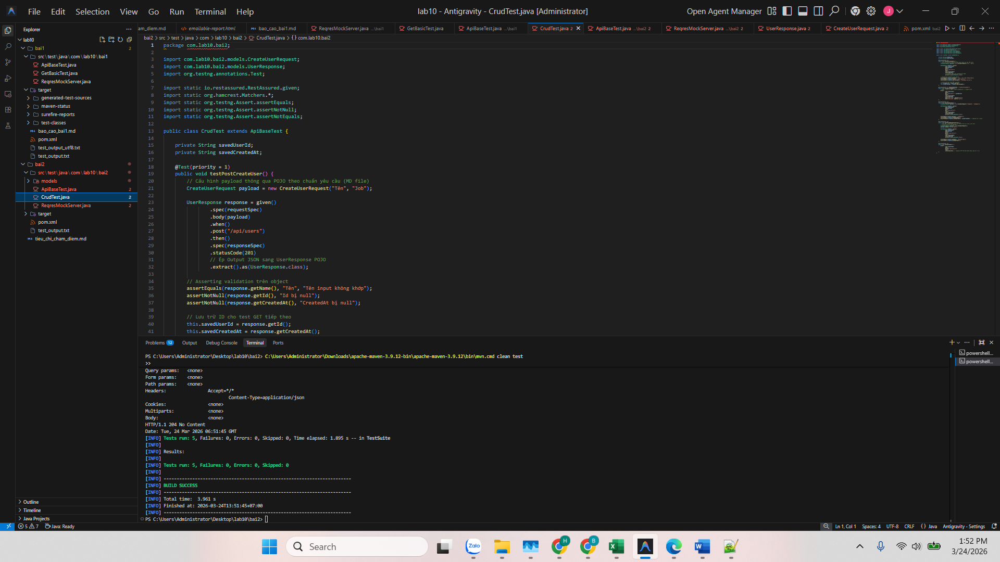 File Edit Selection View Go Run Terminal Help
lab10 - Antigravity - CrudTest.java [Administrator]
Open Agent Manager
J
Explorer
lab10
bai1 2
src\test\java\com\lab10\bai1
ApiBaseTest.java
GetBasicTest.java
ReqresMockServer.java
target
generated-test-sources
maven-status
surefire-reports
test-classes
bao_cao_bai1.md
pom.xml
test_output_utf8.txt
test_output.txt
bai2
src\test\java\com\lab10\bai2
models
ApiBaseTest.java 2
CrudTest.java 2
ReqresMockServer.java 2
target
pom.xml
test_output.txt
tieu_chi_cham_diem.md
Outline
Timeline
Java Projects
am_diem.md emailable-report.html bao_cao_bai1.md ReqresMockServer.java ...\bai1 GetBasicTest.java ApiBaseTest.java ...\bai1 CrudTest.java 2 ApiBaseTest.java ...\bai2 2 ReqresMockServer.java ...\bai2 2 UserResponse.java 2 CreateUserRequest.java 2 pom.xml bai2
bai2 > src > test > java > com > lab10 > bai2 > CrudTest.java > {} com.lab10.bai2
1 package com.lab10.bai2;
2
3 import com.lab10.bai2.models.CreateUserRequest;
4 import com.lab10.bai2.models.UserResponse;
5 import org.testng.annotations.Test;
6
7 import static io.restassured.RestAssured.given;
8 import static org.hamcrest.Matchers.*;
9 import static org.testng.Assert.assertEquals;
10 import static org.testng.Assert.assertNotNull;
11 import static org.testng.Assert.assertNotEquals;
12
13 public class CrudTest extends ApiBaseTest {
14
15 private String savedUserId;
16 private String savedCreatedAt;
17
18 @Test(priority = 1)
19 public void testPostCreateUser() {
20 // Cấu hình payload thông qua POJO theo chuẩn yêu cầu (MD file)
21 CreateUserRequest payload = new CreateUserRequest("Tên", "Job");
22
23 UserResponse response = given()
24 .spec(requestSpec)
25 .body(payload)
26 .when()
27 .post("/api/users")
28 .then()
29 .spec(responseSpec)
30 .statusCode(201)
31 // Ép Output JSON sang UserResponse POJO
32 .extract().as(UserResponse.class);
33
34 // Asserting validation trên object
35 assertEquals(response.getName(), "Tên", "Tên input không khớp");
36 assertNotNull(response.getId(), "Id bị null");
37 assertNotNull(response.getCreatedAt(), "CreatedAt bị null");
38
39 // Lưu trữ ID cho test GET tiếp theo
40 this.savedUserId = response.getId();
41 this.savedCreatedAt = response.getCreatedAt();
Problems 12 Output Debug Console Terminal Ports
PS C:\Users\Administrator\Desktop\lab10\bai2> C:\Users\Administrator\Downloads\apache-maven-3.9.12-bin\apache-maven-3.9.12\bin\mvn.cmd clean test
>>
Query params: <none>
Form params: <none>
Path params: <none>
Headers: Accept=*/*
Content-Type=application/json
Cookies: <none>
Multiparts: <none>
Body: <none>
HTTP/1.1 204 No Content
Date: Tue, 24 Mar 2026 06:51:45 GMT
[INFO] Tests run: 5, Failures: 0, Errors: 0, Skipped: 0, Time elapsed: 1.895 s -- in TestSuite
[INFO]
[INFO] Results:
[INFO]
[INFO] Tests run: 5, Failures: 0, Errors: 0, Skipped: 0
[INFO]
[INFO] ------------------------------------------------------------------------
[INFO] BUILD SUCCESS
[INFO] ------------------------------------------------------------------------
[INFO] Total time: 3.961 s
[INFO] Finished at: 2026-03-24T13:51:45+07:00
[INFO] ------------------------------------------------------------------------
PS C:\Users\Administrator\Desktop\lab10\bai2>
powershell...
powershell...
5 7 Java: Ready
Ln 1, Col 1 Spaces: 4 UTF-8 CRLF {} Java Antigravity - Settings
Search
Zalo
H
B
1:52 PM
3/24/2026